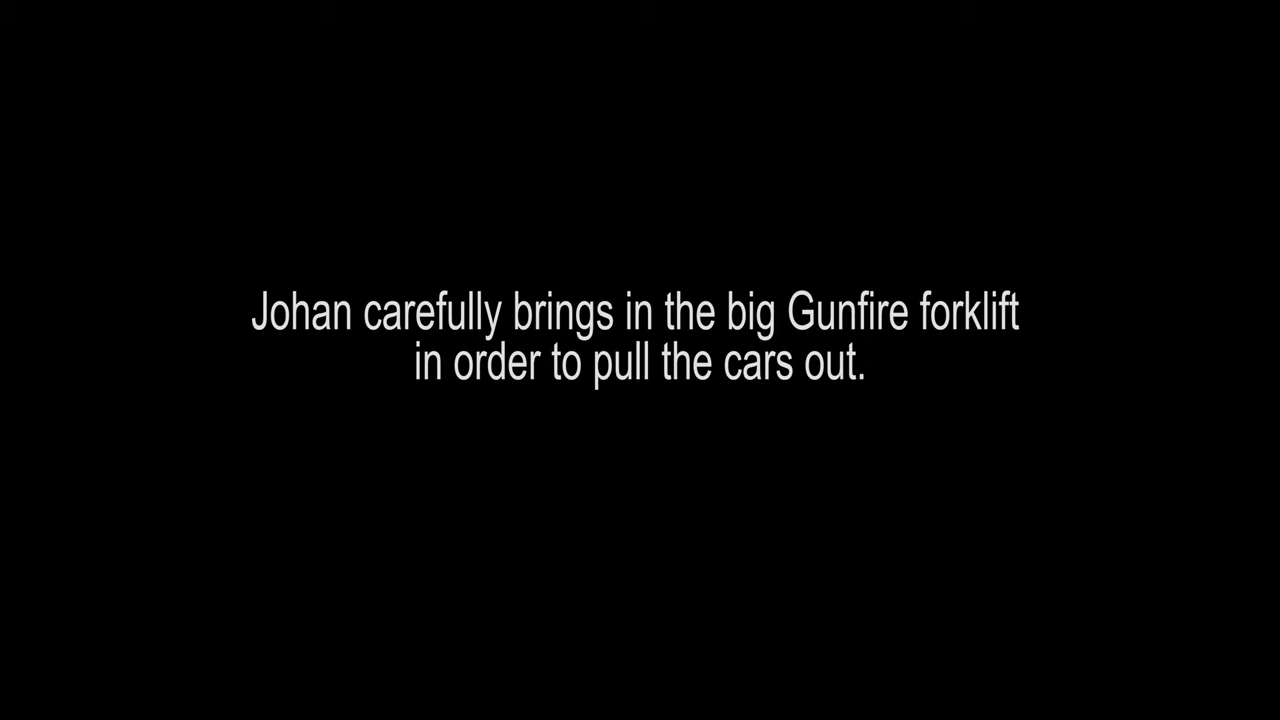 Johan carefully brings in the big Gunfire forklift
in order to pull the cars out.